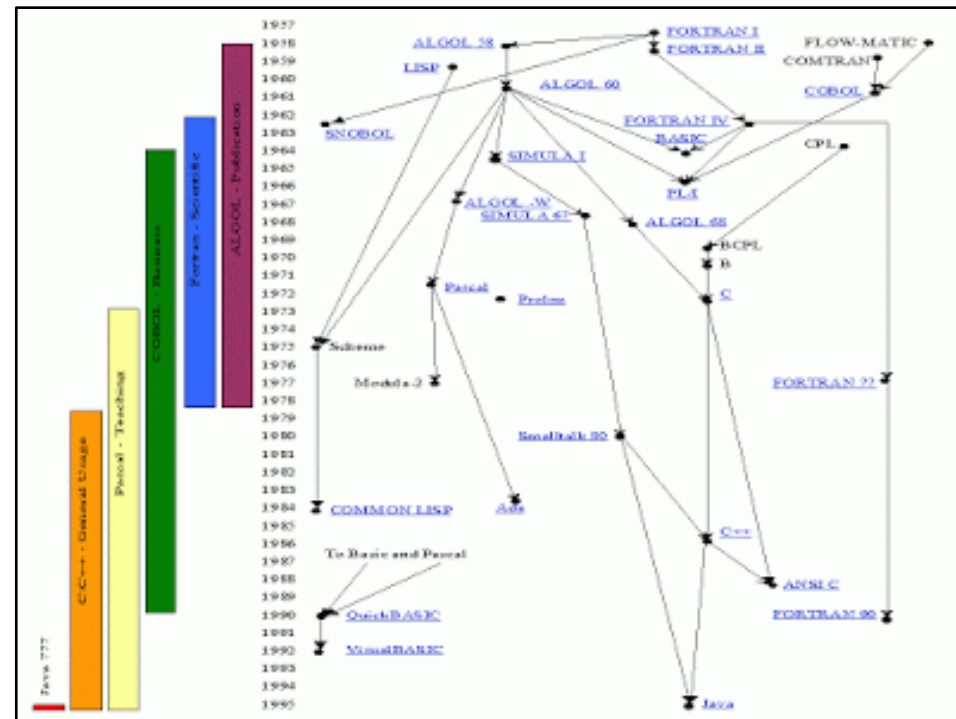 1957
FORTRAN I
1958
ALGOL 58
FORTRAN II
FLOW-MATIC
1959
LISP
COMTRAN
1960
ALGOL 60
COBOL
1961
1962
SNOBOL
FORTRAN IV
1963
BASIC
1964
SIMULA I
CPL
1965
1966
PL-I
1967
ALGOL -W
SIMULA 67
1968
ALGOL 68
1969
BCPL
1970
B
1971
Pascal
1972
Prolog
C
1973
1974
1975
Scheme
1976
1977
Modula-2
FORTRAN 77
1978
1979
1980
Smalltalk 80
1981
1982
1983
1984
COMMON LISP
Ada
1985
1986
C++
1987
To Basic and Pascal
1988
ANSI C
1989
1990
QuickBASIC
FORTRAN 90
1991
1992
VisualBASIC
1993
1994
1995
Java
Java ???
C/C++ - General Usage
Pascal - Teaching
COBOL - Business
Fortran - Scientific
ALGOL - Publication